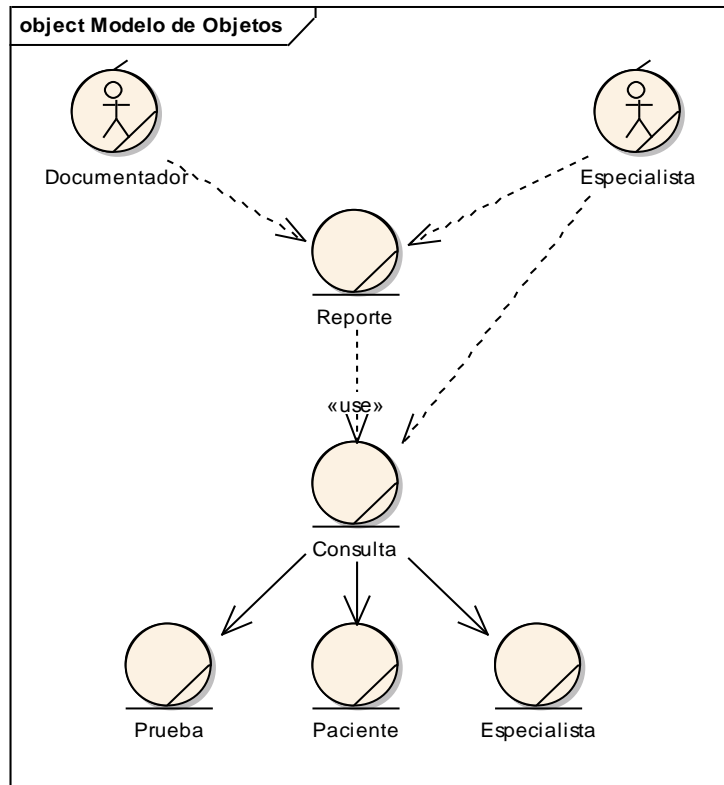 object Modelo de Objetos
Documentador
Especialista
Reporte
«use»
Consulta
Prueba
Paciente
Especialista